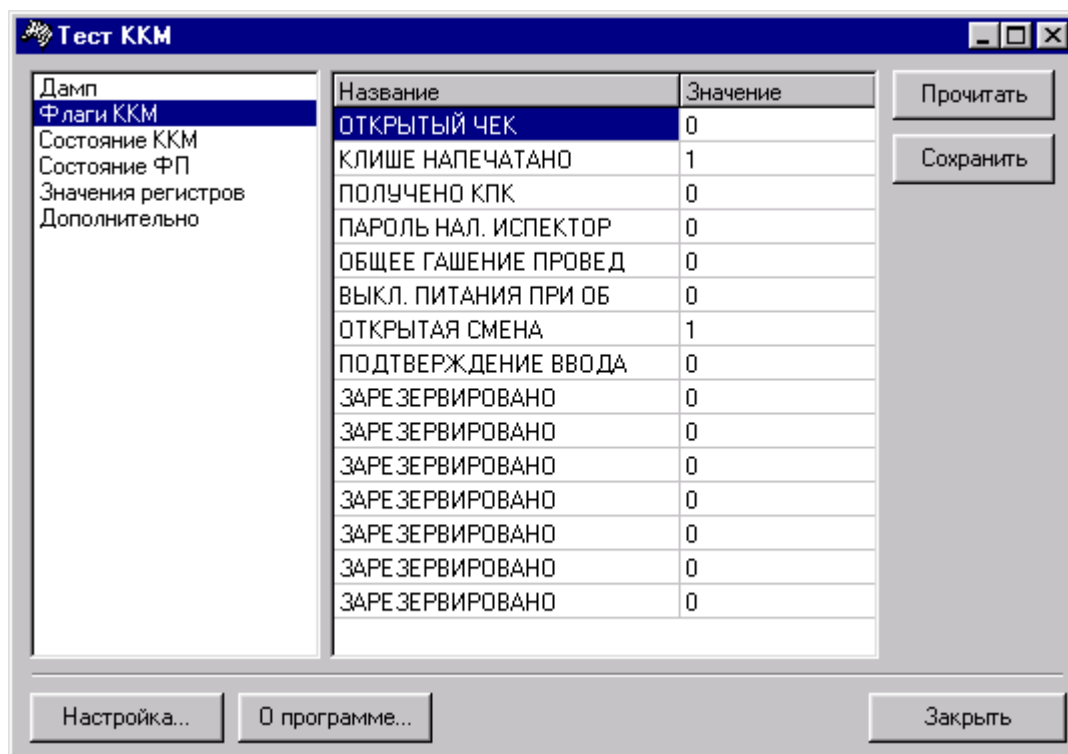 Тест ККМ
Дамп
Флаги ККМ
Состояние ККМ
Состояние ФП
Значения регистров
Дополнительно
Название Значение
ОТКРЫТЫЙ ЧЕК 0
КЛИШЕ НАПЕЧАТАНО 1
ПОЛУЧЕНО КПК 0
ПАРОЛЬ НАЛ. ИСПЕКТОР 0
ОБЩЕЕ ГАШЕНИЕ ПРОВЕД 0
ВЫКЛ. ПИТАНИЯ ПРИ ОБ 0
ОТКРЫТАЯ СМЕНА 1
ПОДТВЕРЖДЕНИЕ ВВОДА 0
ЗАРЕЗЕРВИРОВАНО 0
ЗАРЕЗЕРВИРОВАНО 0
ЗАРЕЗЕРВИРОВАНО 0
ЗАРЕЗЕРВИРОВАНО 0
ЗАРЕЗЕРВИРОВАНО 0
ЗАРЕЗЕРВИРОВАНО 0
ЗАРЕЗЕРВИРОВАНО 0
Прочитать
Сохранить
Настройка...
О программе...
Закрыть